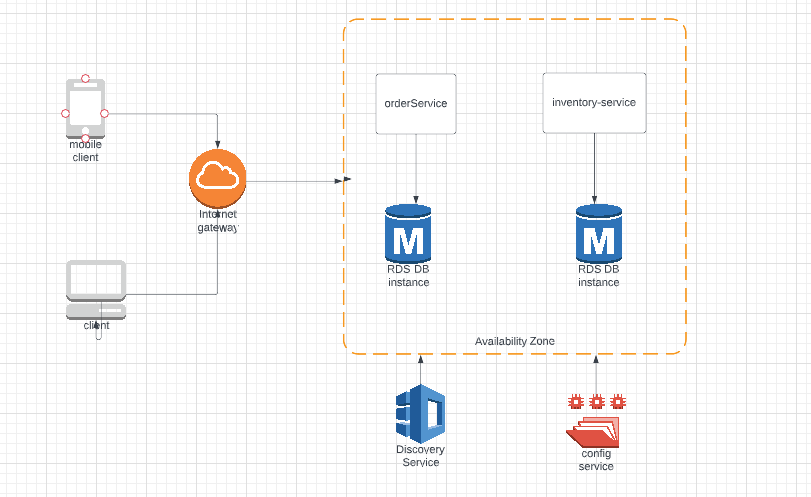 mobile
client
Internet
gateway
client
orderService
inventory-service
M
RDS DB
instance
M
RDS DB
instance
Availability Zone
Discovery
Service
config
service